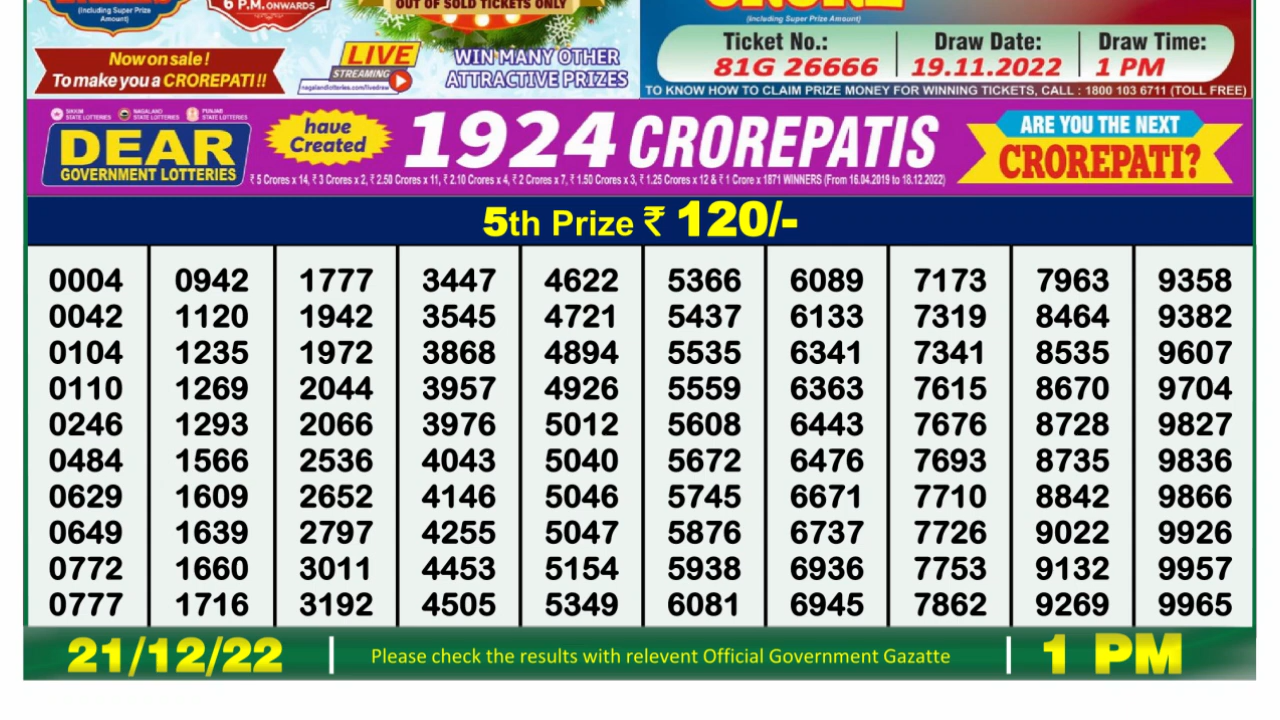 (Including Super Prize
Amount)
6 P.M. ONWARDS
OUT OF SOLD TICKETS ONLY
Now on sale !
To make you a CROREPATI !!
LIVE
STREAMING
nagalandlotteries.com/livedraw
WIN MANY OTHER
ATTRACTIVE PRIZES
(Including Super Prize Amount)
Ticket No.: Draw Date: Draw Time:
81G 26666 19.11.2022 1 PM
TO KNOW HOW TO CLAIM PRIZE MONEY FOR WINNING TICKETS, CALL : 1800 103 6711 (TOLL FREE)
SIKKIM STATE LOTTERIES NAGALAND STATE LOTTERIES PUNJAB STATE LOTTERIES
DEAR
GOVERNMENT LOTTERIES
have
Created
1924 CROREPATIS
₹ 5 Crores x 14, ₹ 3 Crores x 2, ₹ 2.50 Crores x 11, ₹ 2.10 Crores x 4, ₹ 2 Crores x 7, ₹ 1.50 Crores x 3, ₹ 1.25 Crores x 12 & ₹ 1 Crore x 1871 WINNERS (From 16.04.2019 to 18.12.2022)
ARE YOU THE NEXT
CROREPATI?
5th Prize ₹ 120/-
0004 0942 1777 3447 4622 5366 6089 7173 7963 9358
0042 1120 1942 3545 4721 5437 6133 7319 8464 9382
0104 1235 1972 3868 4894 5535 6341 7341 8535 9607
0110 1269 2044 3957 4926 5559 6363 7615 8670 9704
0246 1293 2066 3976 5012 5608 6443 7676 8728 9827
0484 1566 2536 4043 5040 5672 6476 7693 8735 9836
0629 1609 2652 4146 5046 5745 6671 7710 8842 9866
0649 1639 2797 4255 5047 5876 6737 7726 9022 9926
0772 1660 3011 4453 5154 5938 6936 7753 9132 9957
0777 1716 3192 4505 5349 6081 6945 7862 9269 9965
21/12/22 Please check the results with relevent Official Government Gazatte 1 PM